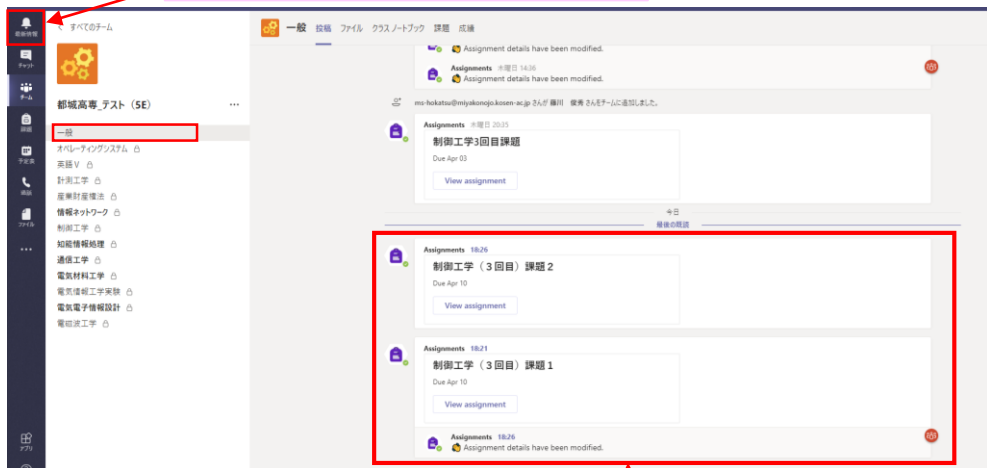 最新情報
チャット
チーム
課題
予定表
通話
ファイル
アプリ
すべてのチーム
都城高専_テスト（5E）
一般
オペレーティングシステム
英語Ⅴ
計測工学
産業財産権法
情報ネットワーク
制御工学
知能情報処理
通信工学
電気材料工学
電気情報工学実験
電気電子情報設計
電磁波工学
一般 投稿 ファイル クラス ノートブック 課題 成績
Assignment details have been modified.
Assignments 木曜日 14:36
Assignment details have been modified.
ms-hokatsu@miyakonojo.kosen-ac.jp さんが 藤川 俊秀 さんをチームに追加しました。
Assignments 木曜日 20:35
制御工学3回目課題
Due Apr 03
View assignment
今日
最後の既読
Assignments 18:26
制御工学（３回目）課題２
Due Apr 10
View assignment
Assignments 18:21
制御工学（３回目）課題１
Due Apr 10
View assignment
Assignments 18:26
Assignment details have been modified.